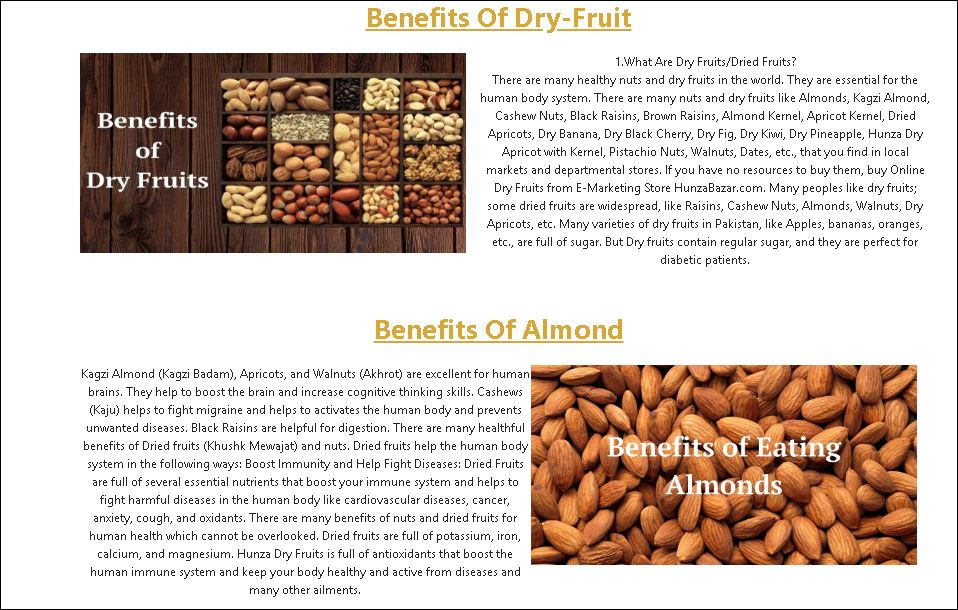 Benefits Of Dry-Fruit
Benefits
of
Dry Fruits
1.What Are Dry Fruits/Dried Fruits?
There are many healthy nuts and dry fruits in the world. They are essential for the
human body system. There are many nuts and dry fruits like Almonds, Kagzi Almond,
Cashew Nuts, Black Raisins, Brown Raisins, Almond Kernel, Apricot Kernel, Dried
Apricots, Dry Banana, Dry Black Cherry, Dry Fig, Dry Kiwi, Dry Pineapple, Hunza Dry
Apricot with Kernel, Pistachio Nuts, Walnuts, Dates, etc., that you find in local
markets and departmental stores. If you have no resources to buy them, buy Online
Dry Fruits from E-Marketing Store HunzaBazar.com. Many peoples like dry fruits;
some dried fruits are widespread, like Raisins, Cashew Nuts, Almonds, Walnuts, Dry
Apricots, etc. Many varieties of dry fruits in Pakistan, like Apples, bananas, oranges,
etc., are full of sugar. But Dry fruits contain regular sugar, and they are perfect for
diabetic patients.
Benefits Of Almond
Kagzi Almond (Kagzi Badam), Apricots, and Walnuts (Akhrot) are excellent for human
brains. They help to boost the brain and increase cognitive thinking skills. Cashews
(Kaju) helps to fight migraine and helps to activates the human body and prevents
unwanted diseases. Black Raisins are helpful for digestion. There are many healthful
benefits of Dried fruits (Khushk Mewajat) and nuts. Dried fruits help the human body
system in the following ways: Boost Immunity and Help Fight Diseases: Dried Fruits
are full of several essential nutrients that boost your immune system and helps to
fight harmful diseases in the human body like cardiovascular diseases, cancer,
anxiety, cough, and oxidants. There are many benefits of nuts and dried fruits for
human health which cannot be overlooked. Dried fruits are full of potassium, iron,
calcium, and magnesium. Hunza Dry Fruits is full of antioxidants that boost the
human immune system and keep your body healthy and active from diseases and
many other ailments.
Benefits of Eating
Almonds